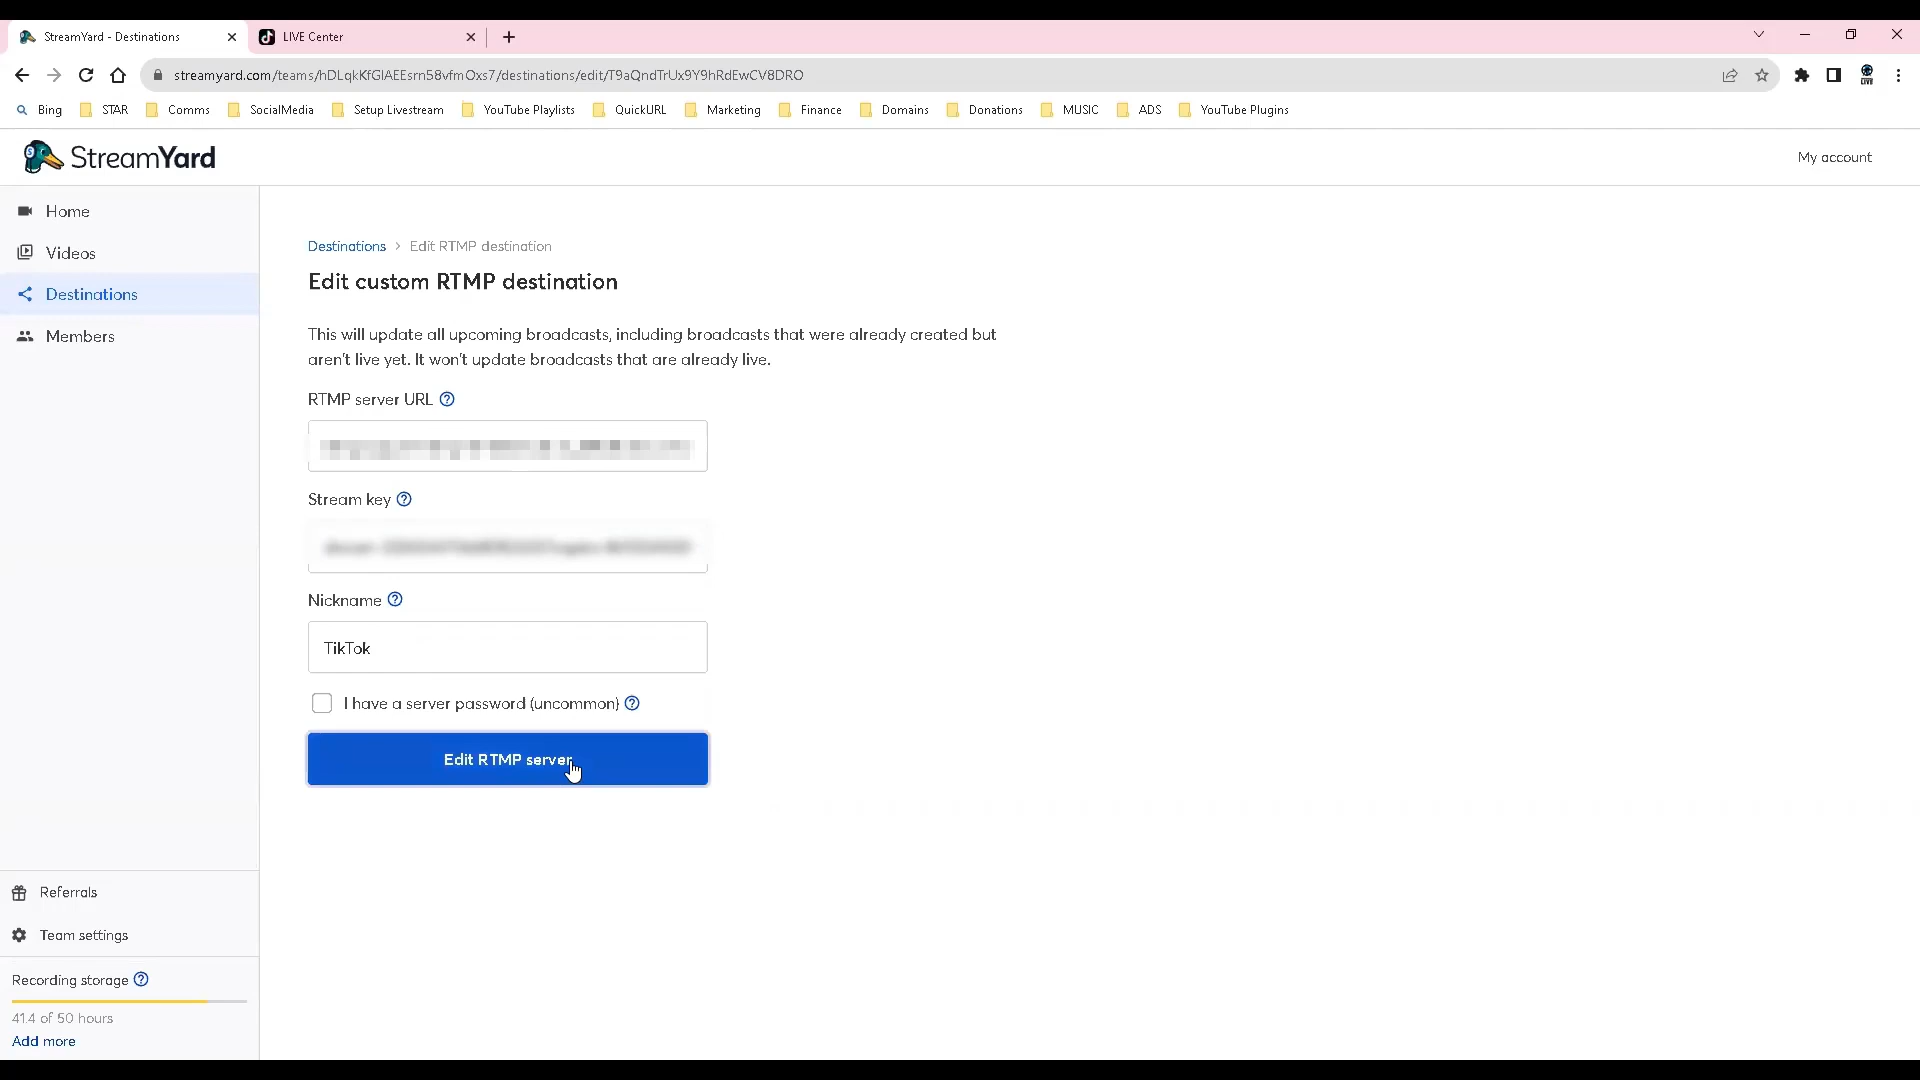 StreamYard - Destinations
LIVE Center
streamyard.com/teams/hDLqkKfGlAEEsrn58vfmOxs7/destinations/edit/T9aQndTrUx9Y9hRdEwCV8DRO
LIVE
Bing
STAR
Comms
SocialMedia
Setup Livestream
YouTube Playlists
QuickURL
Marketing
Finance
Domains
Donations
MUSIC
ADS
YouTube Plugins
StreamYard
My account
Home
Videos
Destinations
Members
Destinations > Edit RTMP destination
Edit custom RTMP destination
This will update all upcoming broadcasts, including broadcasts that were already created but
aren't live yet. It won't update broadcasts that are already live.
RTMP server URL
Stream key
Nickname
TikTok
I have a server password (uncommon)
Edit RTMP server
Referrals
Team settings
Recording storage
41.4 of 50 hours
Add more